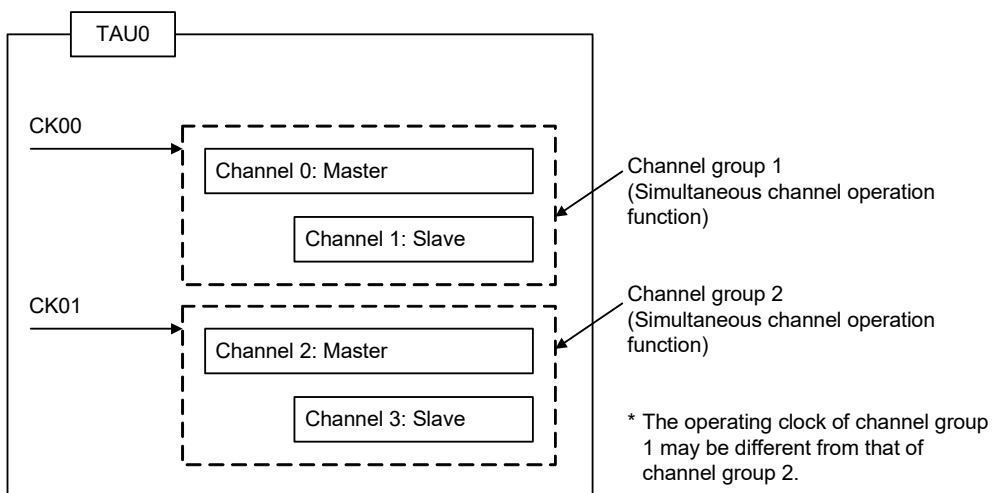 TAU0
CK00
Channel 0: Master
Channel 1: Slave
Channel group 1
(Simultaneous channel operation
function)
CK01
Channel 2: Master
Channel 3: Slave
Channel group 2
(Simultaneous channel operation
function)
* The operating clock of channel group
1 may be different from that of
channel group 2.